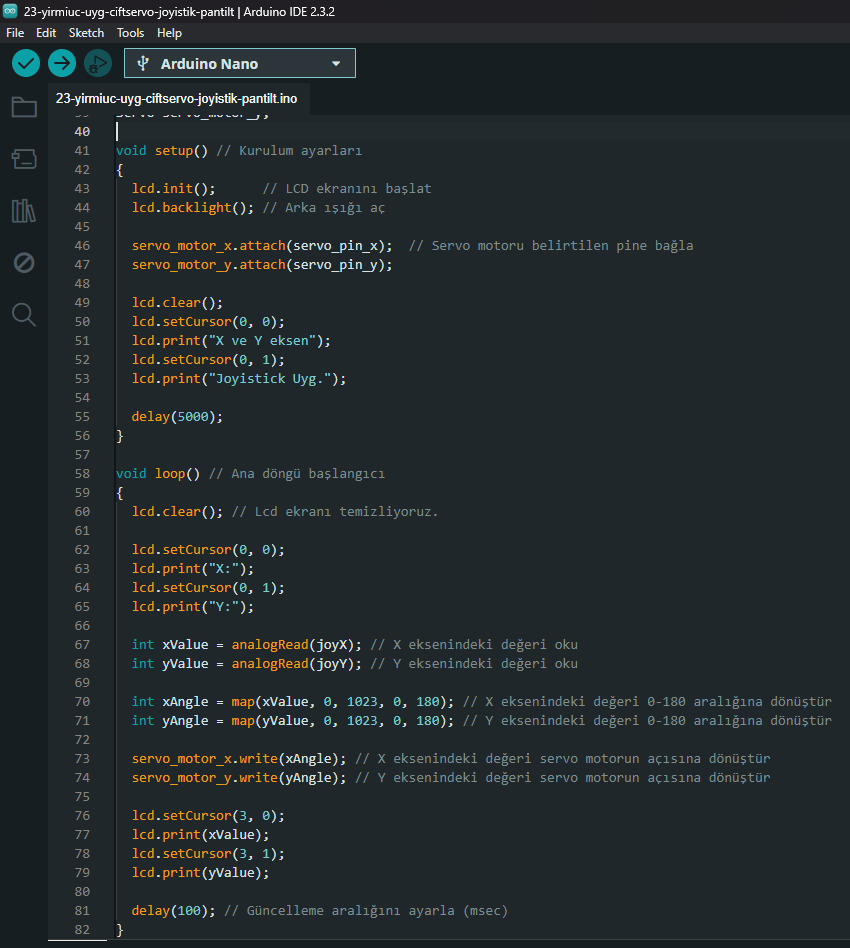 23-yirmiuc-uyg-ciftservo-joyistik-pantilt | Arduino IDE 2.3.2
File Edit Sketch Tools Help
Arduino Nano
23-yirmiuc-uyg-ciftservo-joyistik-pantilt.ino
39 Servo servo_motor_y;
40
41 void setup() // Kurulum ayarları
42 {
43   lcd.init();      // LCD ekranını başlat
44   lcd.backlight(); // Arka ışığı aç
45
46   servo_motor_x.attach(servo_pin_x);  // Servo motoru belirtilen pine bağla
47   servo_motor_y.attach(servo_pin_y);
48
49   lcd.clear();
50   lcd.setCursor(0, 0);
51   lcd.print("X ve Y eksen");
52   lcd.setCursor(0, 1);
53   lcd.print("Joyistick Uyg.");
54
55   delay(5000);
56 }
57
58 void loop() // Ana döngü başlangıcı
59 {
60   lcd.clear(); // Lcd ekranı temizliyoruz.
61
62   lcd.setCursor(0, 0);
63   lcd.print("X:");
64   lcd.setCursor(0, 1);
65   lcd.print("Y:");
66
67   int xValue = analogRead(joyX); // X eksenindeki değeri oku
68   int yValue = analogRead(joyY); // Y eksenindeki değeri oku
69
70   int xAngle = map(xValue, 0, 1023, 0, 180); // X eksenindeki değeri 0-180 aralığına dönüştür
71   int yAngle = map(yValue, 0, 1023, 0, 180); // Y eksenindeki değeri 0-180 aralığına dönüştür
72
73   servo_motor_x.write(xAngle); // X eksenindeki değeri servo motorun açısına dönüştür
74   servo_motor_y.write(yAngle); // Y eksenindeki değeri servo motorun açısına dönüştür
75
76   lcd.setCursor(3, 0);
77   lcd.print(xValue);
78   lcd.setCursor(3, 1);
79   lcd.print(yValue);
80
81   delay(100); // Güncelleme aralığını ayarla (msec)
82 }